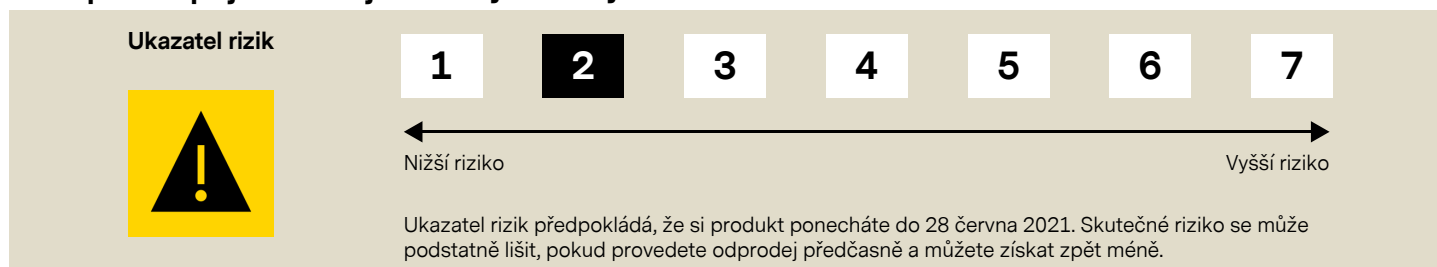 Ukazatel rizik
1 2 3 4 5 6 7
Nižší riziko Vyšší riziko
Ukazatel rizik předpokládá, že si produkt ponecháte do 28 června 2021. Skutečné riziko se může
podstatně lišit, pokud provedete odprodej předčasně a můžete získat zpět méně.